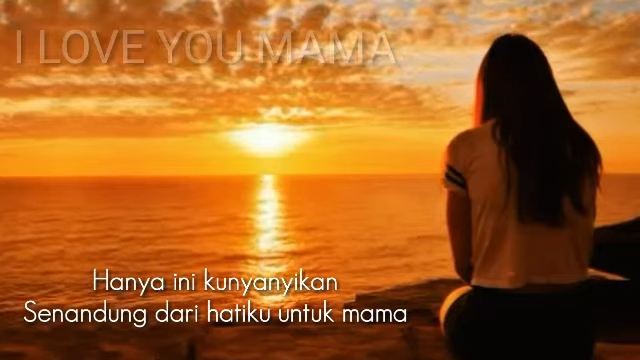 I LOVE YOU MAMA
Hanya ini kunyanyikan
Senandung dari hatiku untuk mama